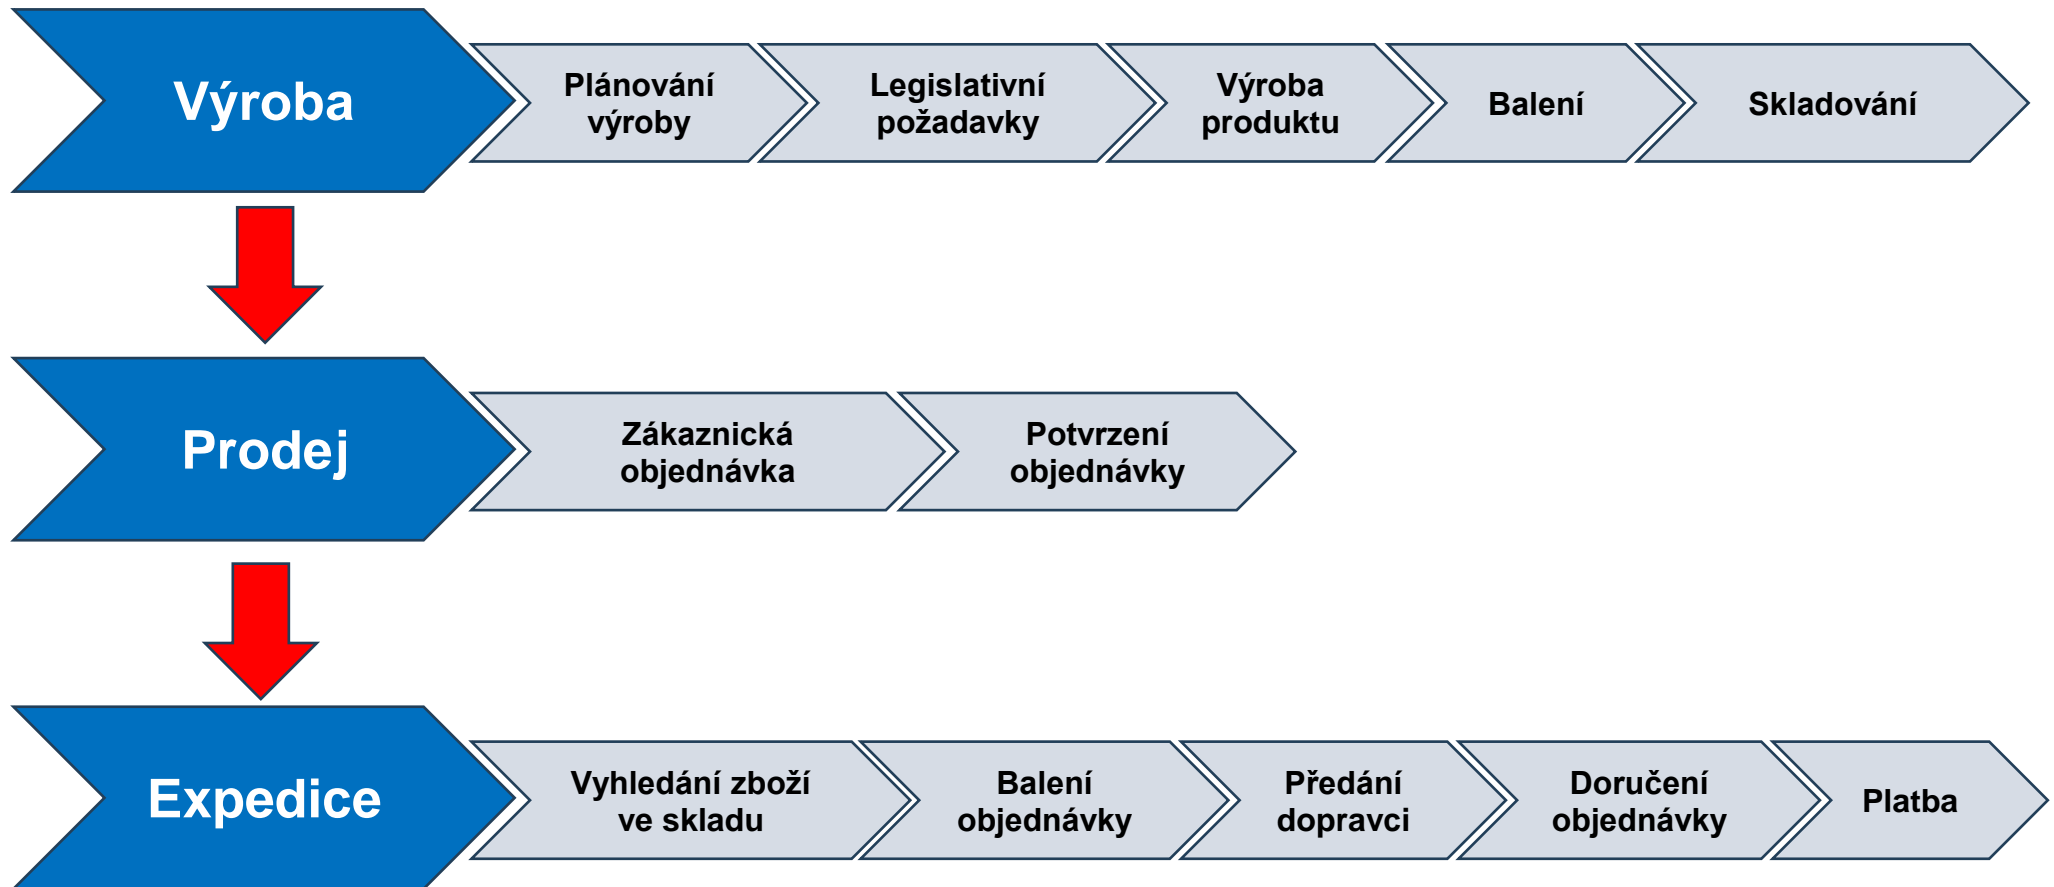 Výroba
Plánování
výroby
Legislativní
požadavky
Výroba
produktu
Balení
Skladování
Prodej
Zákaznická
objednávka
Potvrzení
objednávky
Expedice
Vyhledání zboží
ve skladu
Balení
objednávky
Předání
dopravci
Doručení
objednávky
Platba